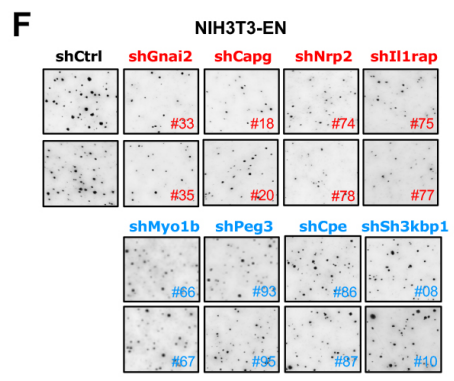 F
NIH3T3-EN
shCtrl shGnai2 shCapg shNrp2 shIl1rap
#33 #18 #74 #75
#35 #20 #78 #77
shMyo1b shPeg3 shCpe shSh3kbp1
#66 #93 #86 #08
#67 #95 #87 #10